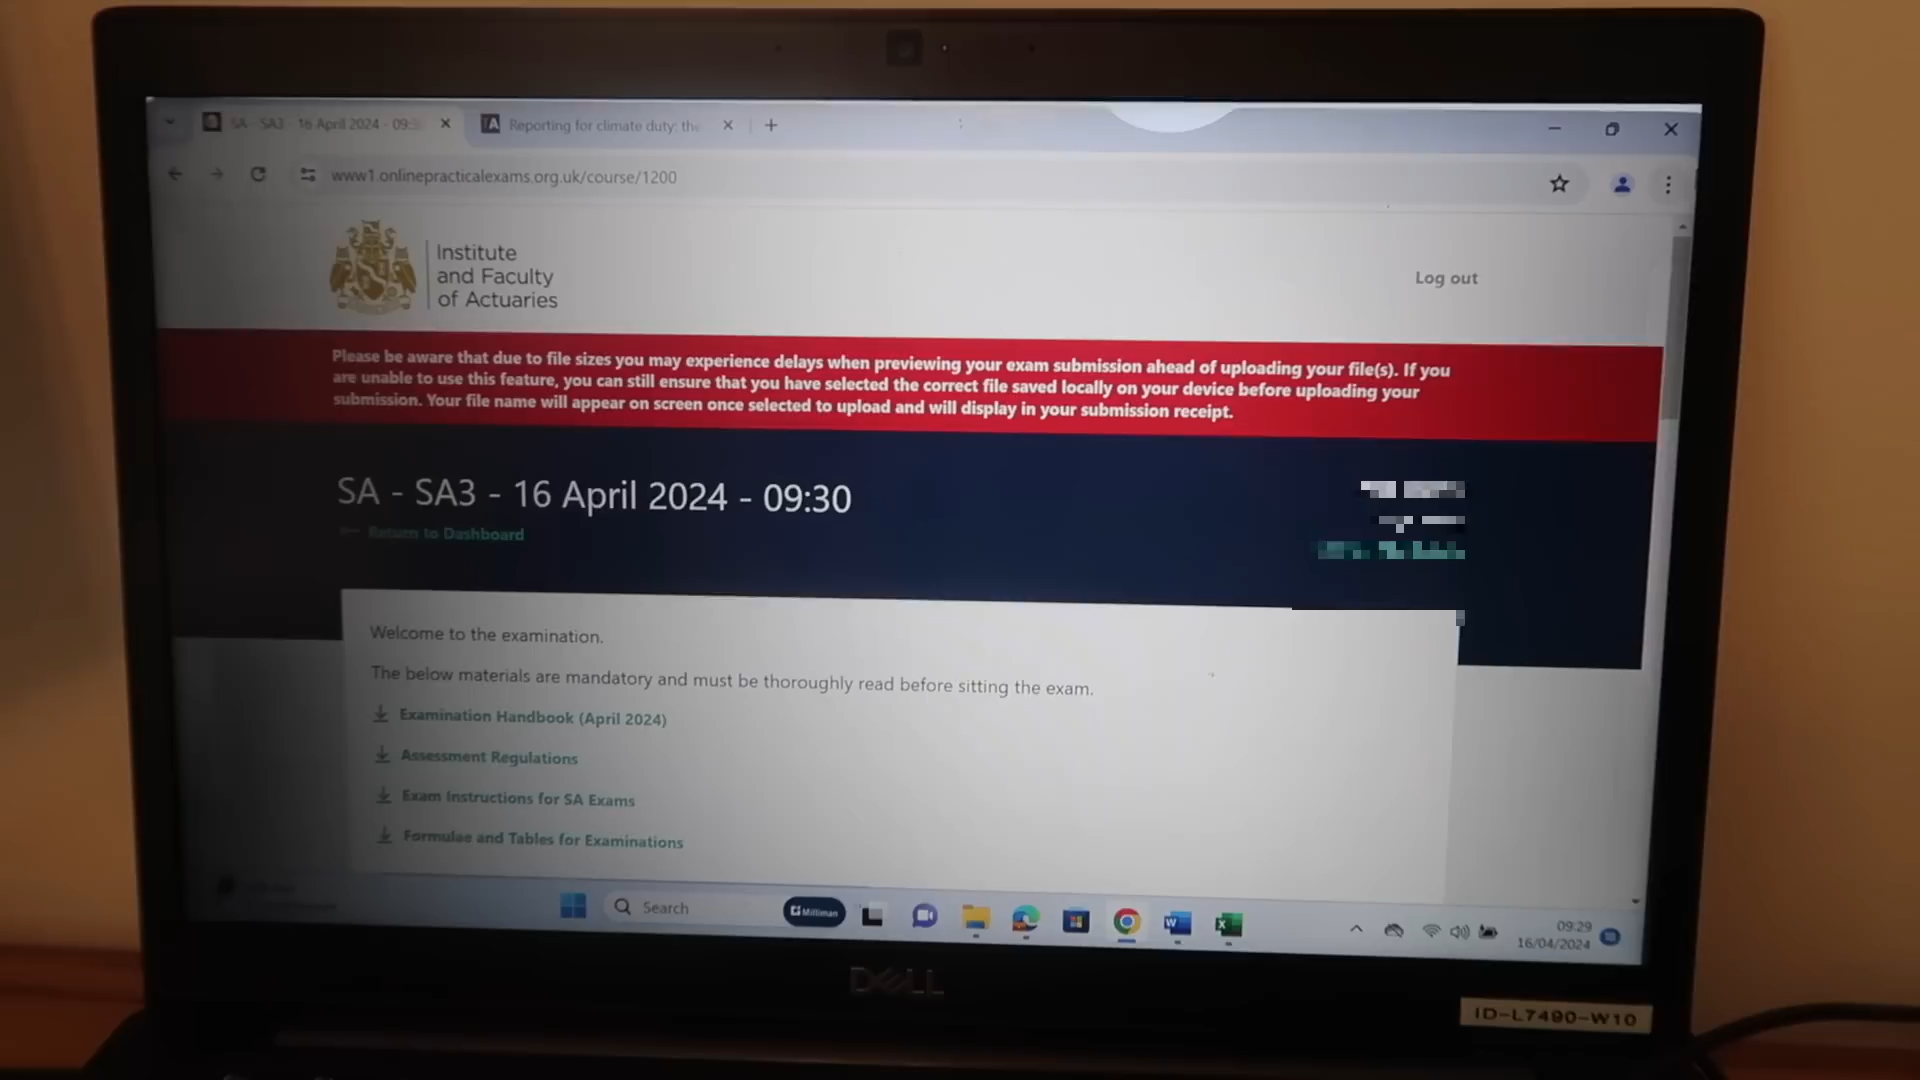 SA - SA3 16 April 2024 - 09:3
Reporting for climate duty: the
www1.onlinepracticalexams.org.uk/course/1200
Institute
and Faculty
of Actuaries
Log out
Please be aware that due to file sizes you may experience delays when previewing your exam submission ahead of uploading your file(s). If you
are unable to use this feature, you can still ensure that you have selected the correct file saved locally on your device before uploading your
submission. Your file name will appear on screen once selected to upload and will display in your submission receipt.
SA - SA3 - 16 April 2024 - 09:30
Return to Dashboard
Welcome to the examination.
The below materials are mandatory and must be thoroughly read before sitting the exam.
Examination Handbook (April 2024)
Assessment Regulations
Exam Instructions for SA Exams
Formulae and Tables for Examinations
Search
Milliman
09:29
16/04/2024
DELL
ID-L7490-W10